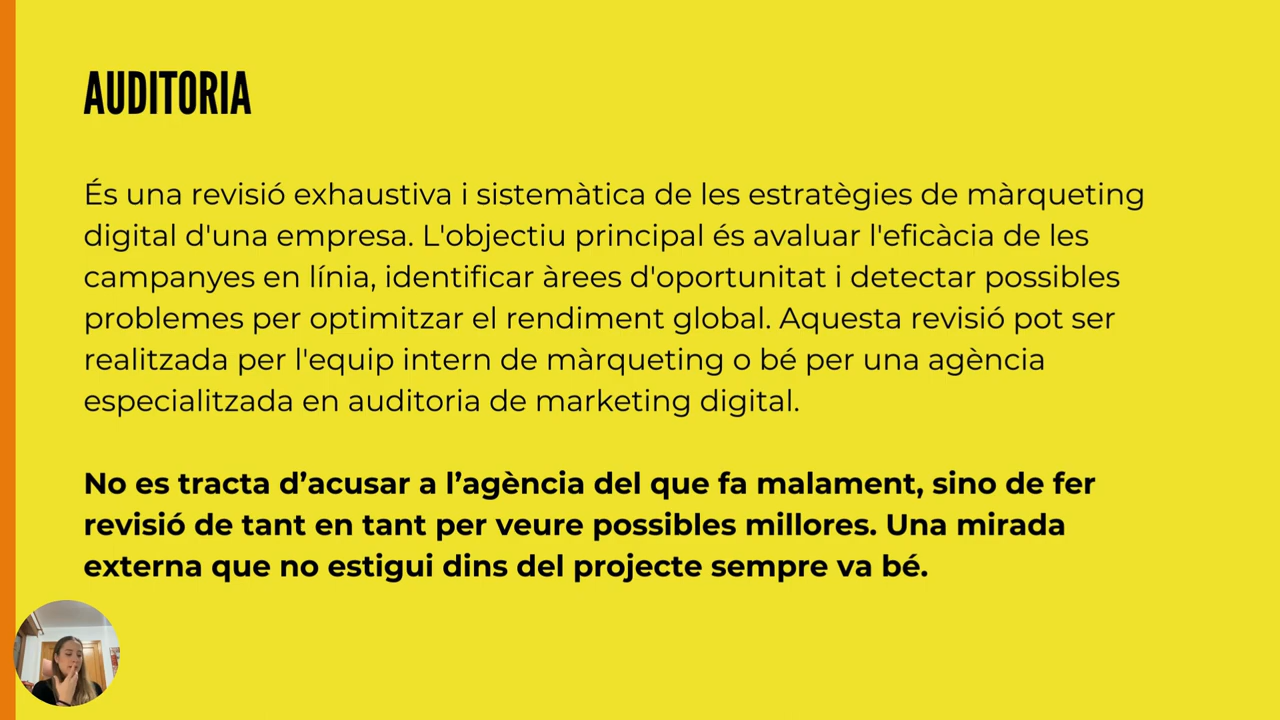 AUDITORIA
És una revisió exhaustiva i sistemàtica de les estratègies de màrqueting
digital d'una empresa. L'objectiu principal és avaluar l'eficàcia de les
campanyes en línia, identificar àrees d'oportunitat i detectar possibles
problemes per optimitzar el rendiment global. Aquesta revisió pot ser
realitzada per l'equip intern de màrqueting o bé per una agència
especialitzada en auditoria de marketing digital.
No es tracta d’acusar a l’agència del que fa malament, sino de fer
revisió de tant en tant per veure possibles millores. Una mirada
externa que no estigui dins del projecte sempre va bé.